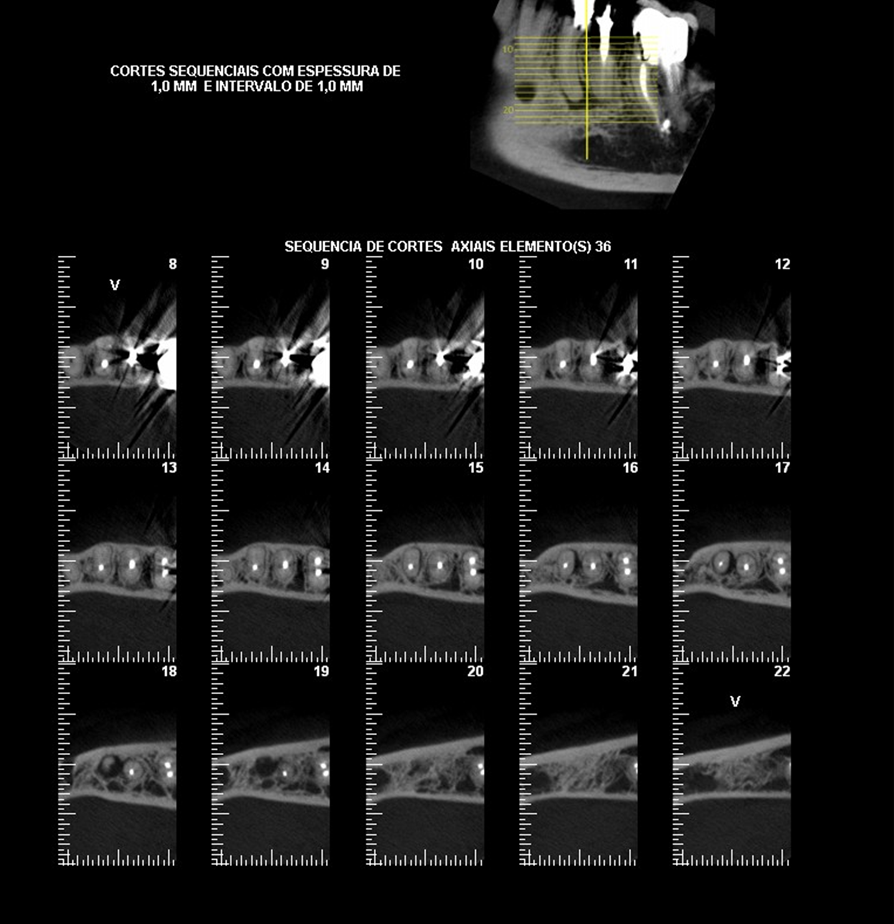 CORTES SEQUENCIAIS COM ESPESSURA DE
1,0 MM E INTERVALO DE 1,0 MM
10
20
SEQUENCIA DE CORTES AXIAIS ELEMENTO(S) 36
8 9 10 11 12
V
13 14 15 16 17
18 19 20 21 22
V